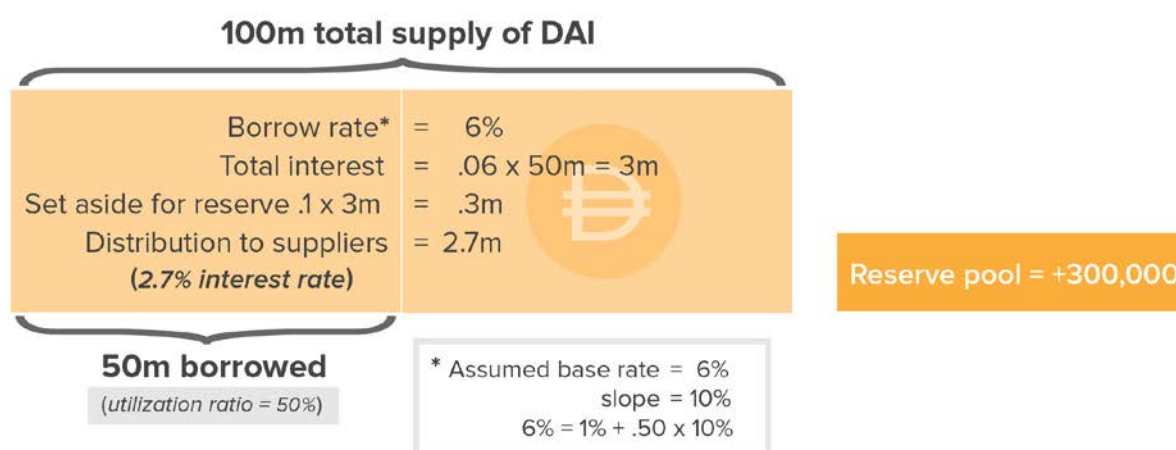 100m total supply of DAI
Borrow rate* = 6%
Total interest = .06 x 50m = 3m
Set aside for reserve .1 x 3m = .3m
Distribution to suppliers = 2.7m
(2.7% interest rate)
Reserve pool = +300,000
50m borrowed
(utilization ratio = 50%)
* Assumed base rate = 6%
slope = 10%
6% = 1% + .50 x 10%